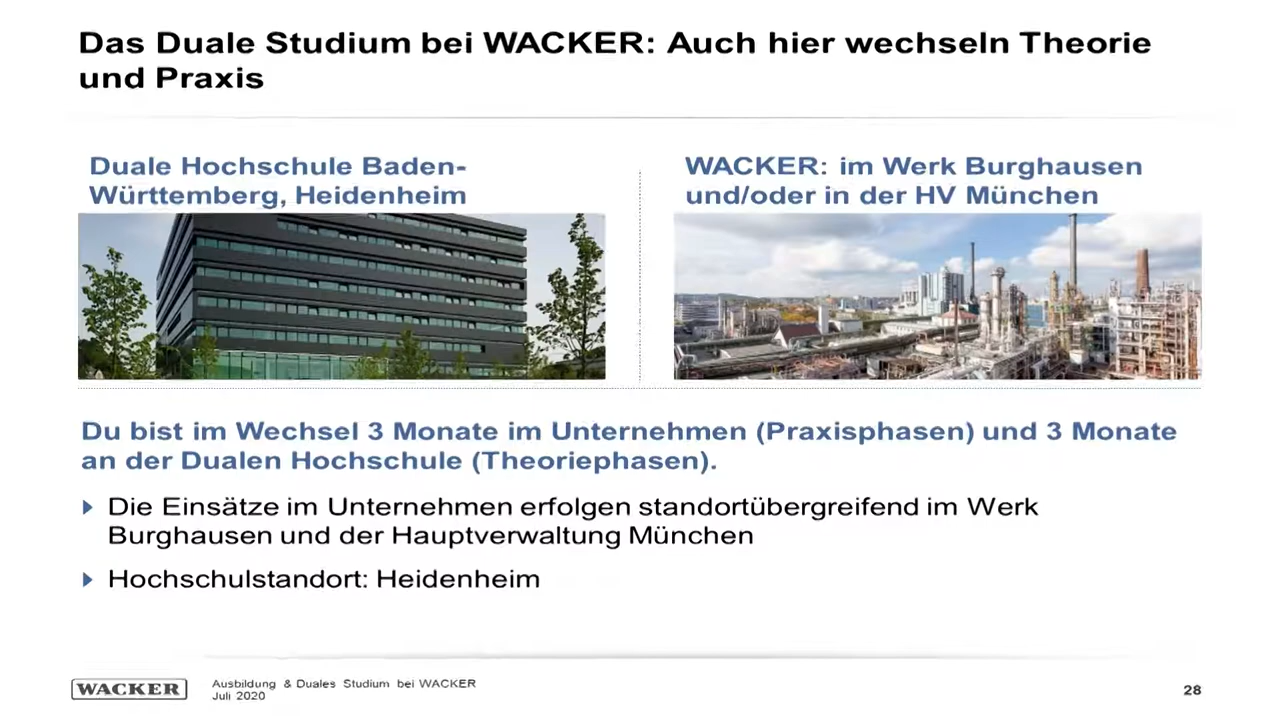 Das Duale Studium bei WACKER: Auch hier wechseln Theorie
und Praxis
Duale Hochschule Baden-
Württemberg, Heidenheim
WACKER: im Werk Burghausen
und/oder in der HV München
Du bist im Wechsel 3 Monate im Unternehmen (Praxisphasen) und 3 Monate
an der Dualen Hochschule (Theoriephasen).
Die Einsätze im Unternehmen erfolgen standortübergreifend im Werk
Burghausen und der Hauptverwaltung München
Hochschulstandort: Heidenheim
WACKER
Ausbildung & Duales Studium bei WACKER
Juli 2020
28